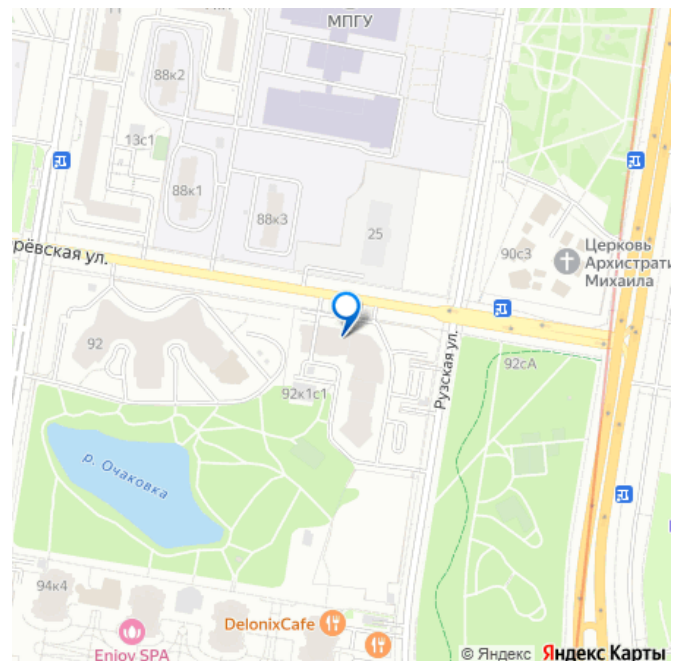 МПГУ
88к2
13с1
88к1
88к3
25
90с3
Церковь
Архистрати
Михаила
рёвская ул.
92
92к1с1
Рузская ул.
92сА
р. Очаковка
94к4
DelonixCafe
Enjoy SPA
© Яндекс Яндекс Карты